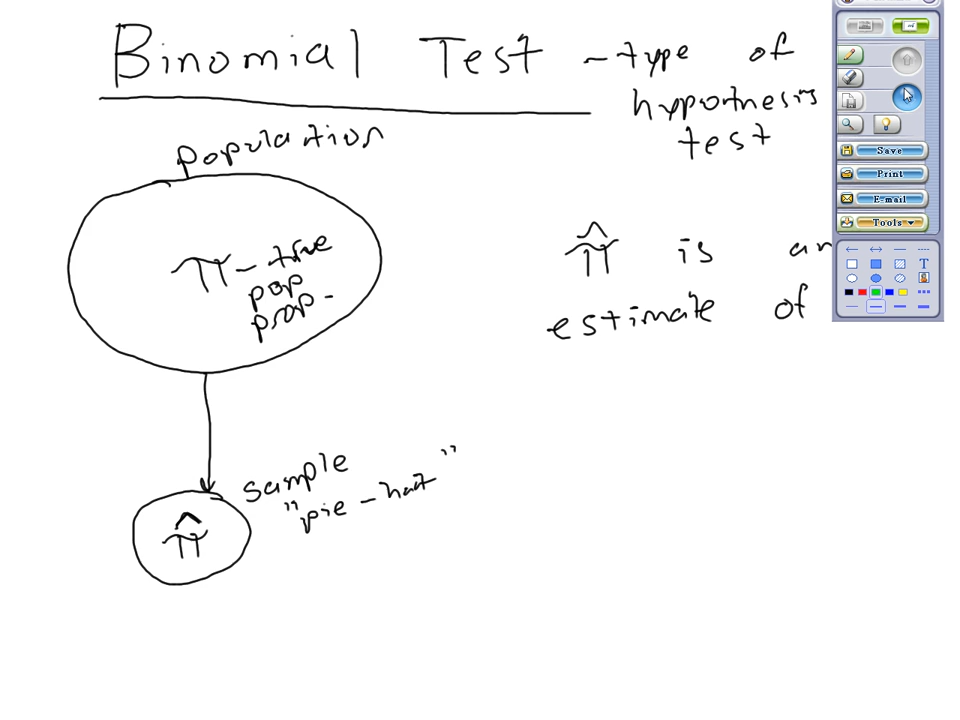 Binomial Test - type of
hypothesis
test
population
π - true
pop
prop.
π̂ is an
estimate of
sample
"pie-hat"
π̂
Save
Print
E-mail
Tools
T